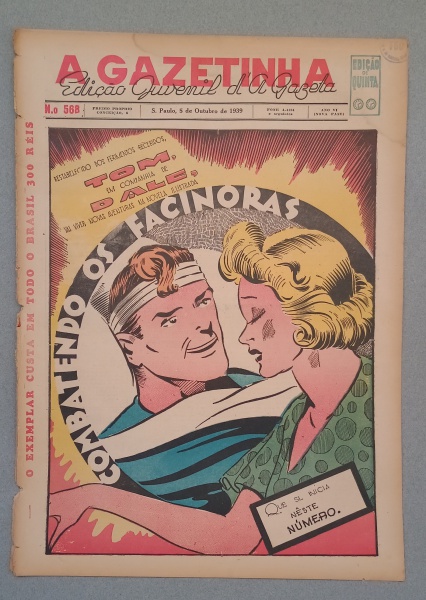 A GAZETINHA
Edição Juvenil d'A Gazeta
EDIÇÃO
DE
QUINTA
N.o 568
S. Paulo, 5 de Outubro de 1939
RESTABELECIDO DOS FERIMENTOS RECEBIDOS,
TOM,
EM COMPANHIA DE
DALE,
VAI VIVER NOVAS AVENTURAS NA NOVELA ILUSTRADA
COMBATENDO OS FACINORAS
QUE SE INICIA
NÊSTE
NÚMERO.
O EXEMPLAR CUSTA EM TODO O BRASIL 300 RÉIS